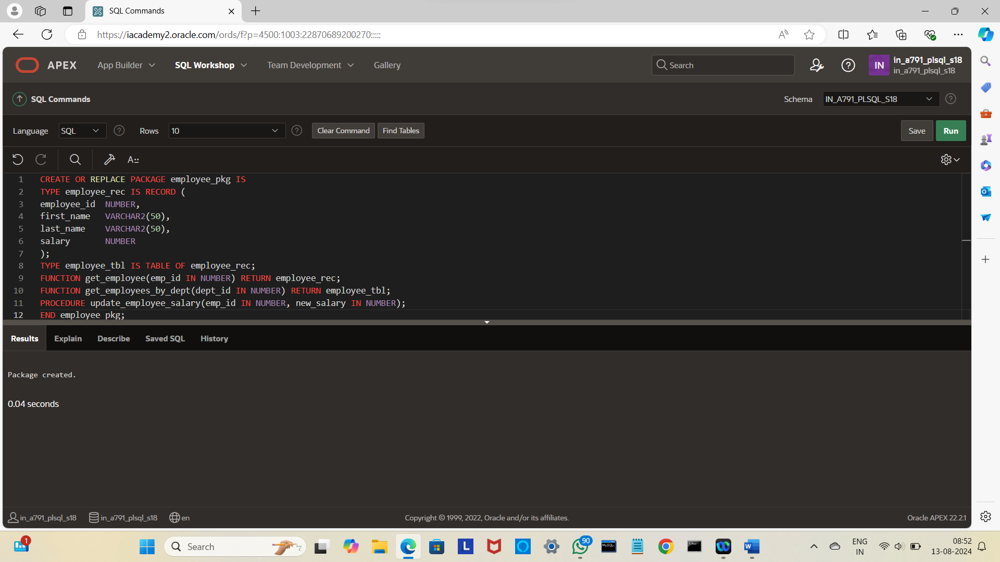 SQL Commands
https://iacademy2.oracle.com/ords/f?p=4500:1003:22870689200270:::::
APEX App Builder SQL Workshop Team Development Gallery Search IN in_a791_plsql_s18
in_a791_plsql_s18
SQL Commands Schema IN_A791_PLSQL_S18
Language SQL Rows 10 Clear Command Find Tables Save Run
A::
1 CREATE OR REPLACE PACKAGE employee_pkg IS
2 TYPE employee_rec IS RECORD (
3 employee_id NUMBER,
4 first_name VARCHAR2(50),
5 last_name VARCHAR2(50),
6 salary NUMBER
7 );
8 TYPE employee_tbl IS TABLE OF employee_rec;
9 FUNCTION get_employee(emp_id IN NUMBER) RETURN employee_rec;
10 FUNCTION get_employees_by_dept(dept_id IN NUMBER) RETURN employee_tbl;
11 PROCEDURE update_employee_salary(emp_id IN NUMBER, new_salary IN NUMBER);
12 END employee_pkg;
Results Explain Describe Saved SQL History
Package created.
0.04 seconds
in_a791_plsql_s18 in_a791_plsql_s18 en Copyright © 1999, 2022, Oracle and/or its affiliates. Oracle APEX 22.2.1
1 Search L 90 MySQL W ENG
IN 08:52
13-08-2024